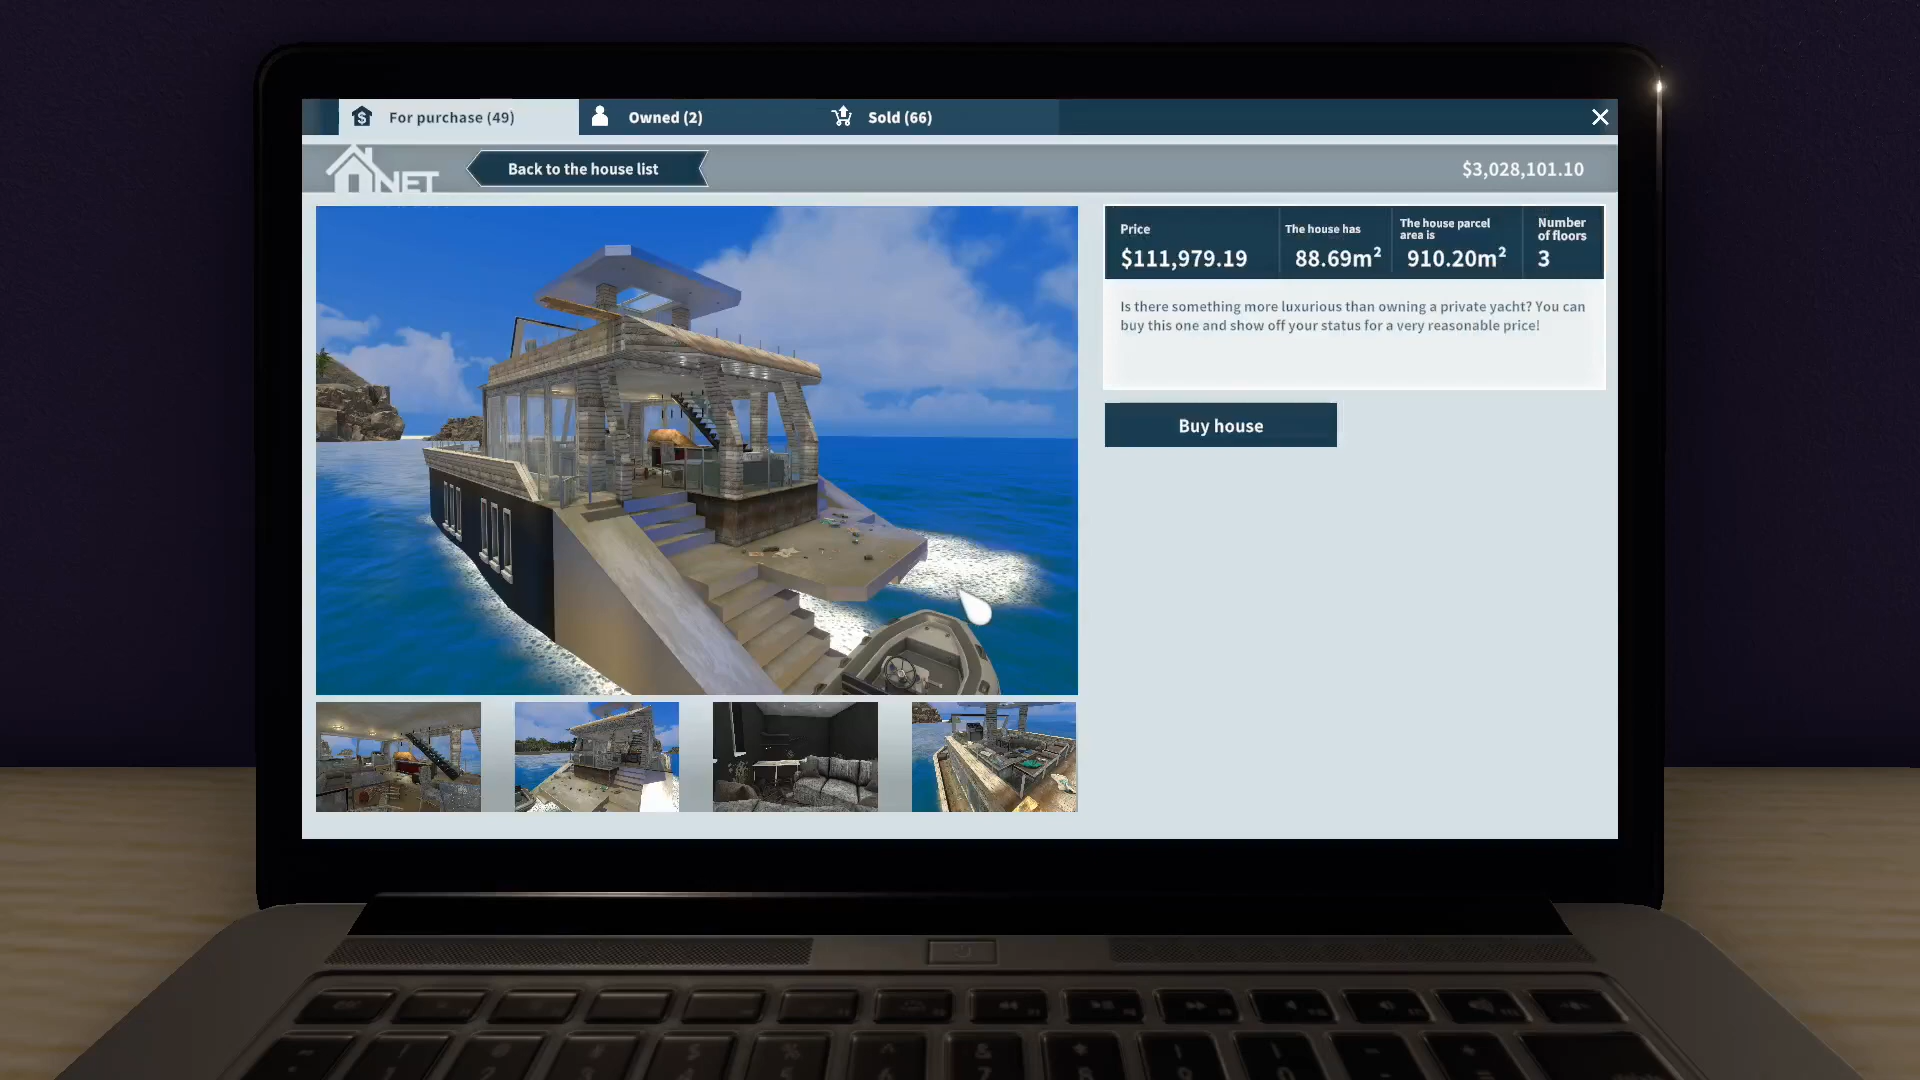 For purchase (49)
Owned (2)
Sold (66)
NET
Back to the house list
$3,028,101.10
Price
$111,979.19
The house has
88.69m²
The house parcel
area is
910.20m²
Number
of floors
3
Is there something more luxurious than owning a private yacht? You can
buy this one and show off your status for a very reasonable price!
Buy house